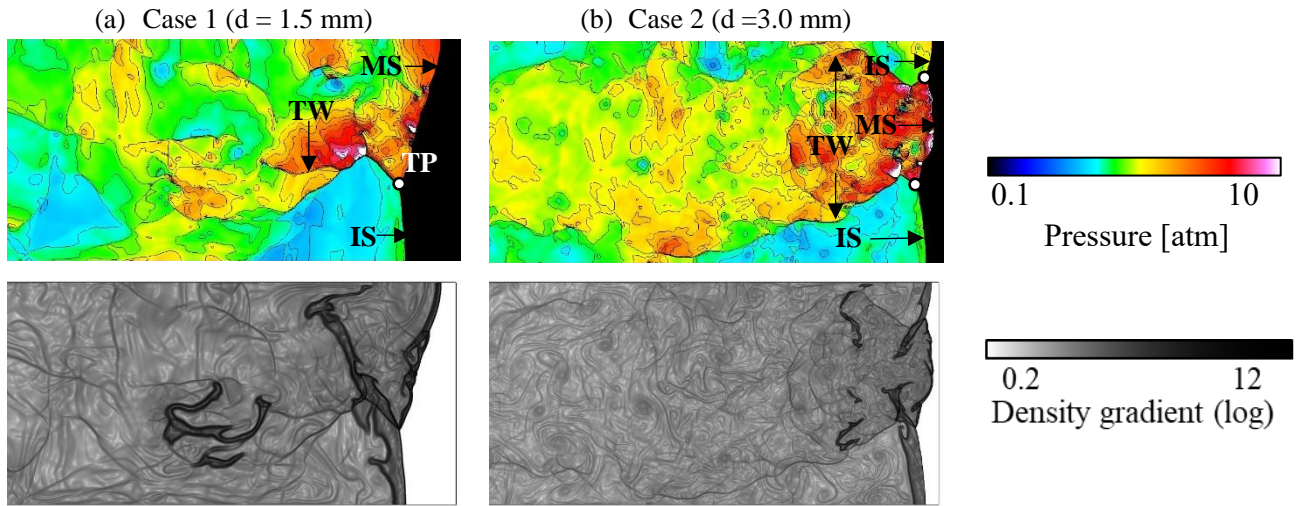 (a) Case 1 (d = 1.5 mm)
(b) Case 2 (d =3.0 mm)
MS
TW
TP
IS
IS
MS
TW
IS
0.1 10
Pressure [atm]
0.2 12
Density gradient (log)